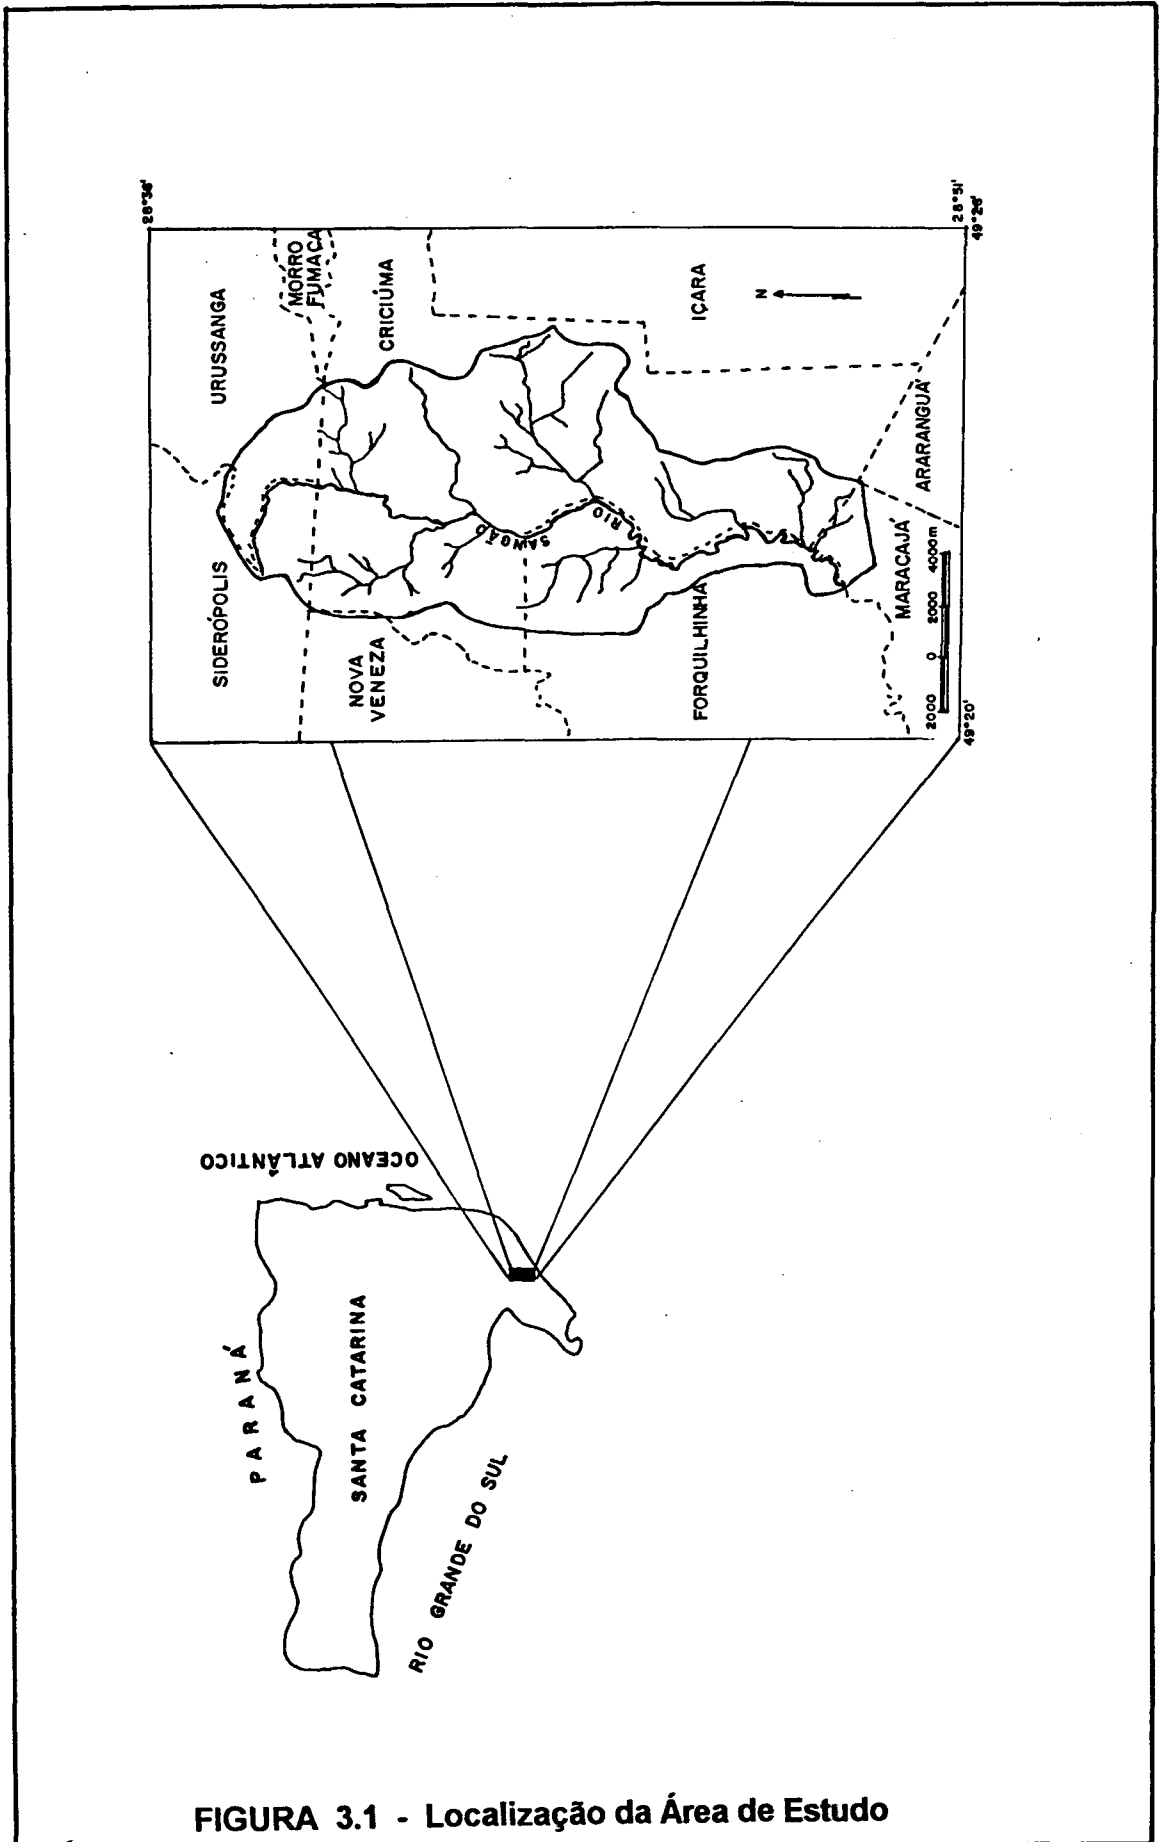 28°36'
28°51'
49°26'
URUSSANGA
MORRO
FUMAÇA
CRICIÚMA
IÇARA
N
SIDERÓPOLIS
NOVA
VENEZA
RIO
SANGÃO
FORQUILHINHA
MARACAJÁ
ARARANGUÁ
2000 0 2000 4000m
49°20'
OCEANO ATLÂNTICO
PARANÁ
SANTA CATARINA
RIO GRANDE DO SUL
FIGURA 3.1 - Localização da Área de Estudo